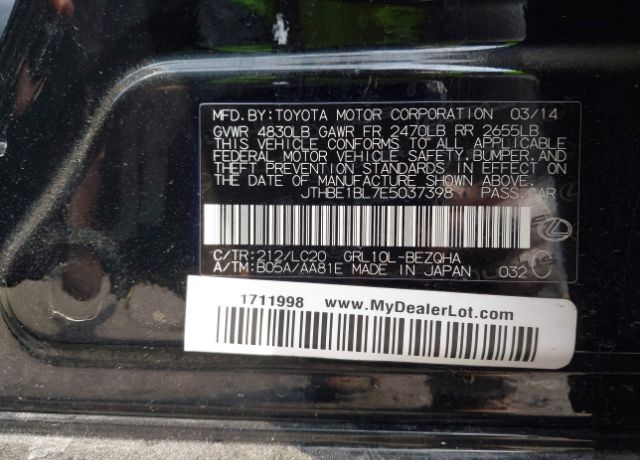 MFD. BY: TOYOTA MOTOR CORPORATION 03/14
GVWR 4830LB GAWR FR 2470LB RR 2655LB
THIS VEHICLE CONFORMS TO ALL APPLICABLE
FEDERAL MOTOR VEHICLE SAFETY, BUMPER, AND
THEFT PREVENTION STANDARDS IN EFFECT ON
THE DATE OF MANUFACTURE SHOWN ABOVE.
JTHBE1BL7E5037398 PASS. CAR
C/TR: 212/LC20 GRL10L-BEZQHA
A/TM: B05A/AA81E MADE IN JAPAN 032
1711998 www.MyDealerLot.com